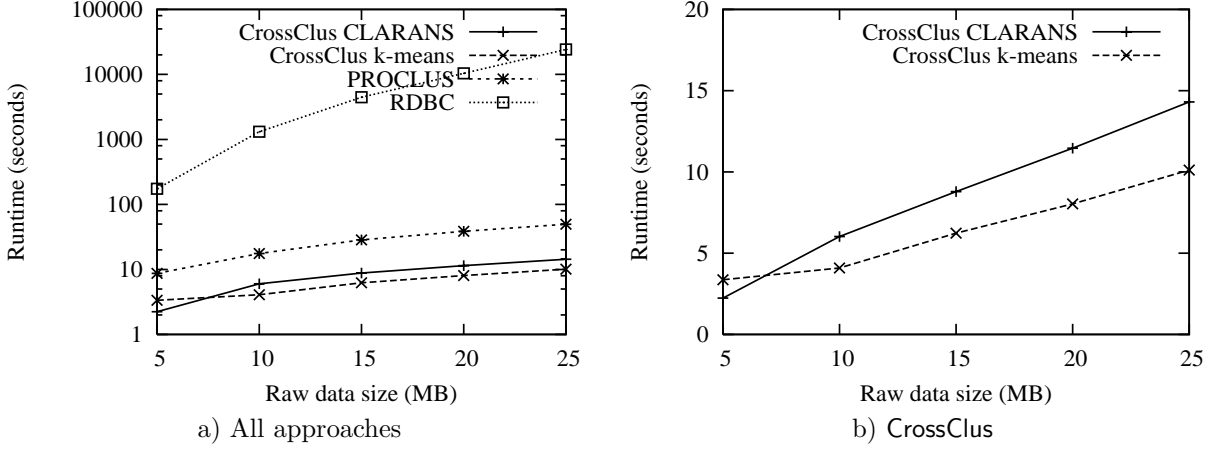 100000
10000
1000
100
10
1
Runtime (seconds)
CrossClus CLARANS
CrossClus k-means
PROCLUS
RDBC
5 10 15 20 25
Raw data size (MB)
a) All approaches
20
15
10
5
0
Runtime (seconds)
CrossClus CLARANS
CrossClus k-means
5 10 15 20 25
Raw data size (MB)
b) CrossClus